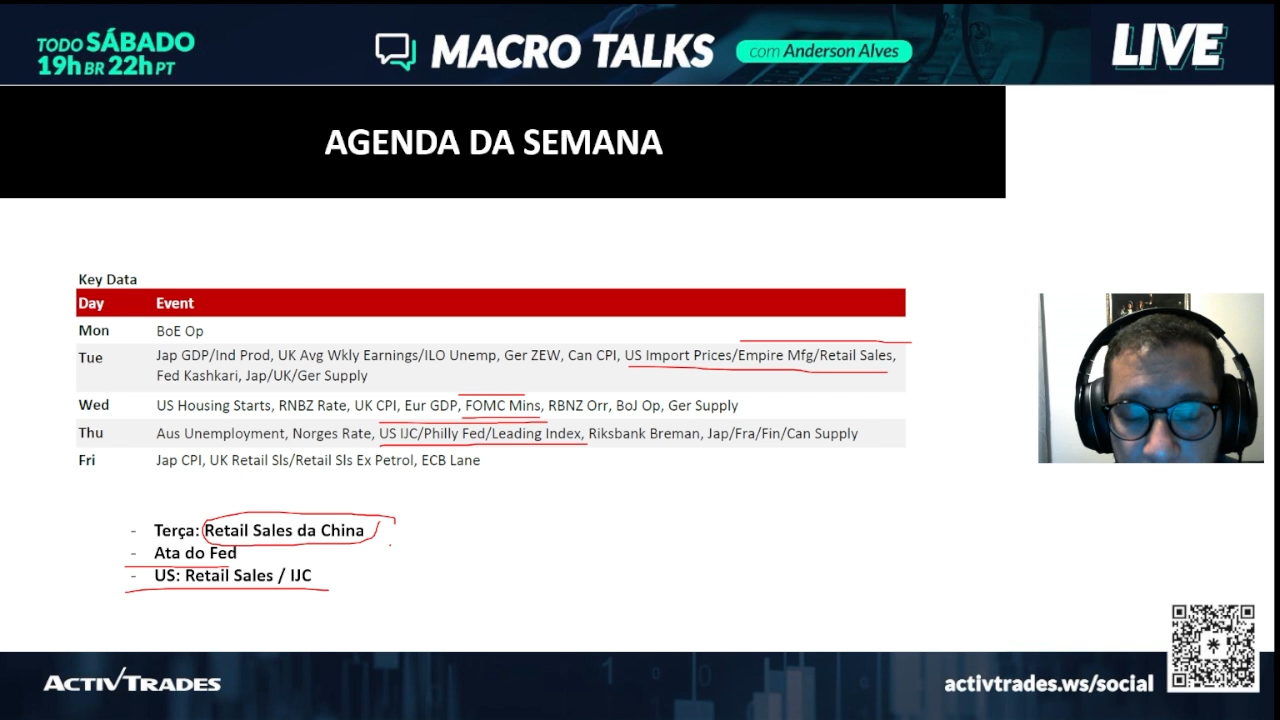 TODO SÁBADO
19h BR 22h PT
MACRO TALKS
com Anderson Alves
LIVE
AGENDA DA SEMANA
Key Data
Day Event
Mon BoE Op
Tue Jap GDP/Ind Prod, UK Avg Wkly Earnings/ILO Unemp, Ger ZEW, Can CPI, US Import Prices/Empire Mfg/Retail Sales,
Fed Kashkari, Jap/UK/Ger Supply
Wed US Housing Starts, RNBZ Rate, UK CPI, Eur GDP, FOMC Mins, RBNZ Orr, BoJ Op, Ger Supply
Thu Aus Unemployment, Norges Rate, US IJC/Philly Fed/Leading Index, Riksbank Breman, Jap/Fra/Fin/Can Supply
Fri Jap CPI, UK Retail Sls/Retail Sls Ex Petrol, ECB Lane
- Terça: Retail Sales da China
- Ata do Fed
- US: Retail Sales / IJC
ACTIVTRADES
activtrades.ws/social